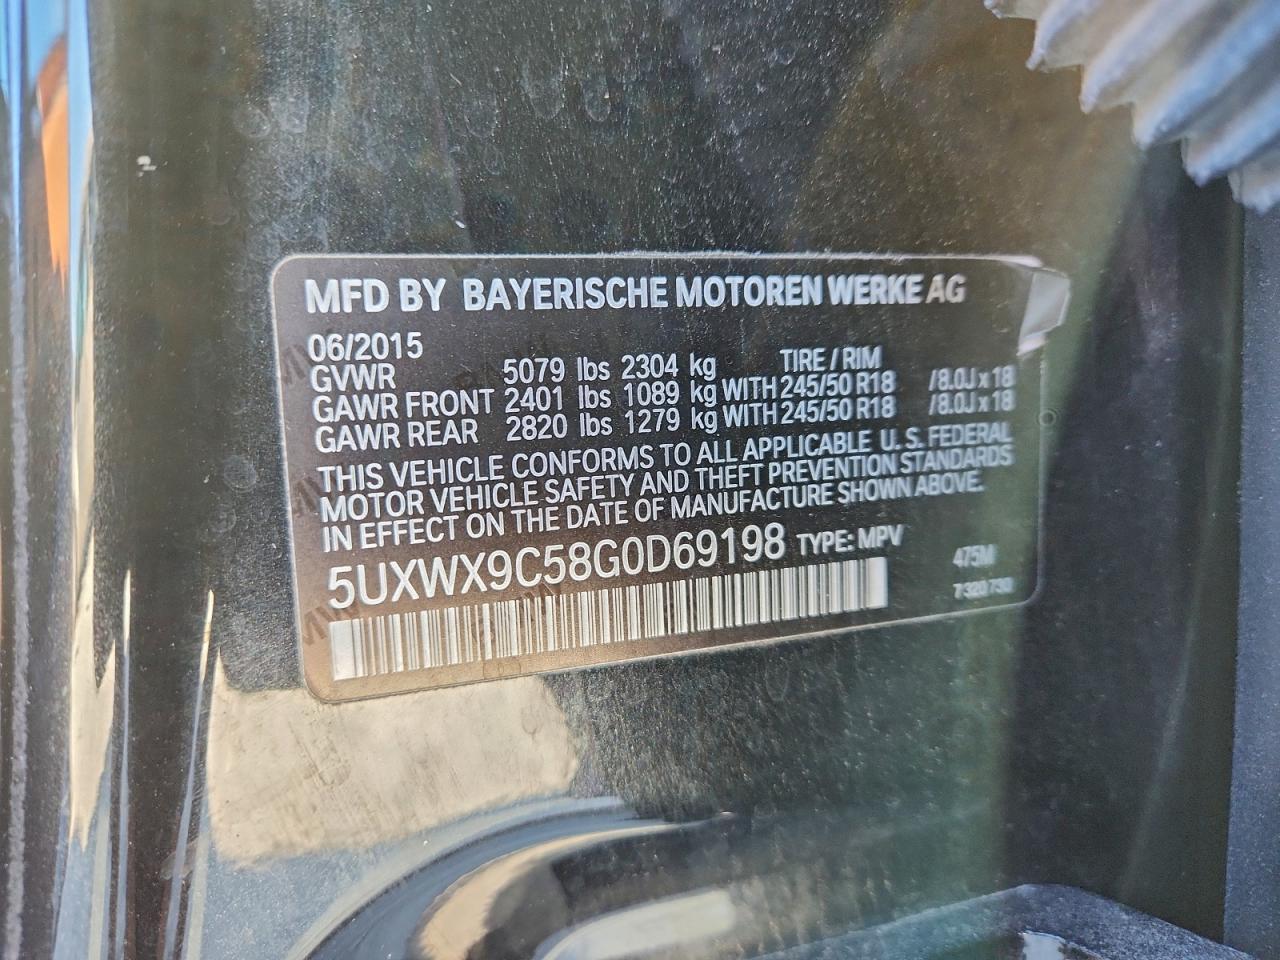 MFD BY BAYERISCHE MOTOREN WERKE AG
06/2015 TIRE / RIM
GVWR 5079 lbs 2304 kg
GAWR FRONT 2401 lbs 1089 kg WITH 245/50 R18 /8.0J x 18
GAWR REAR 2820 lbs 1279 kg WITH 245/50 R18 /8.0J x 18
THIS VEHICLE CONFORMS TO ALL APPLICABLE U.S. FEDERAL
MOTOR VEHICLE SAFETY AND THEFT PREVENTION STANDARDS
IN EFFECT ON THE DATE OF MANUFACTURE SHOWN ABOVE.
5UXWX9C58G0D69198 TYPE: MPV
475M
7 320 730